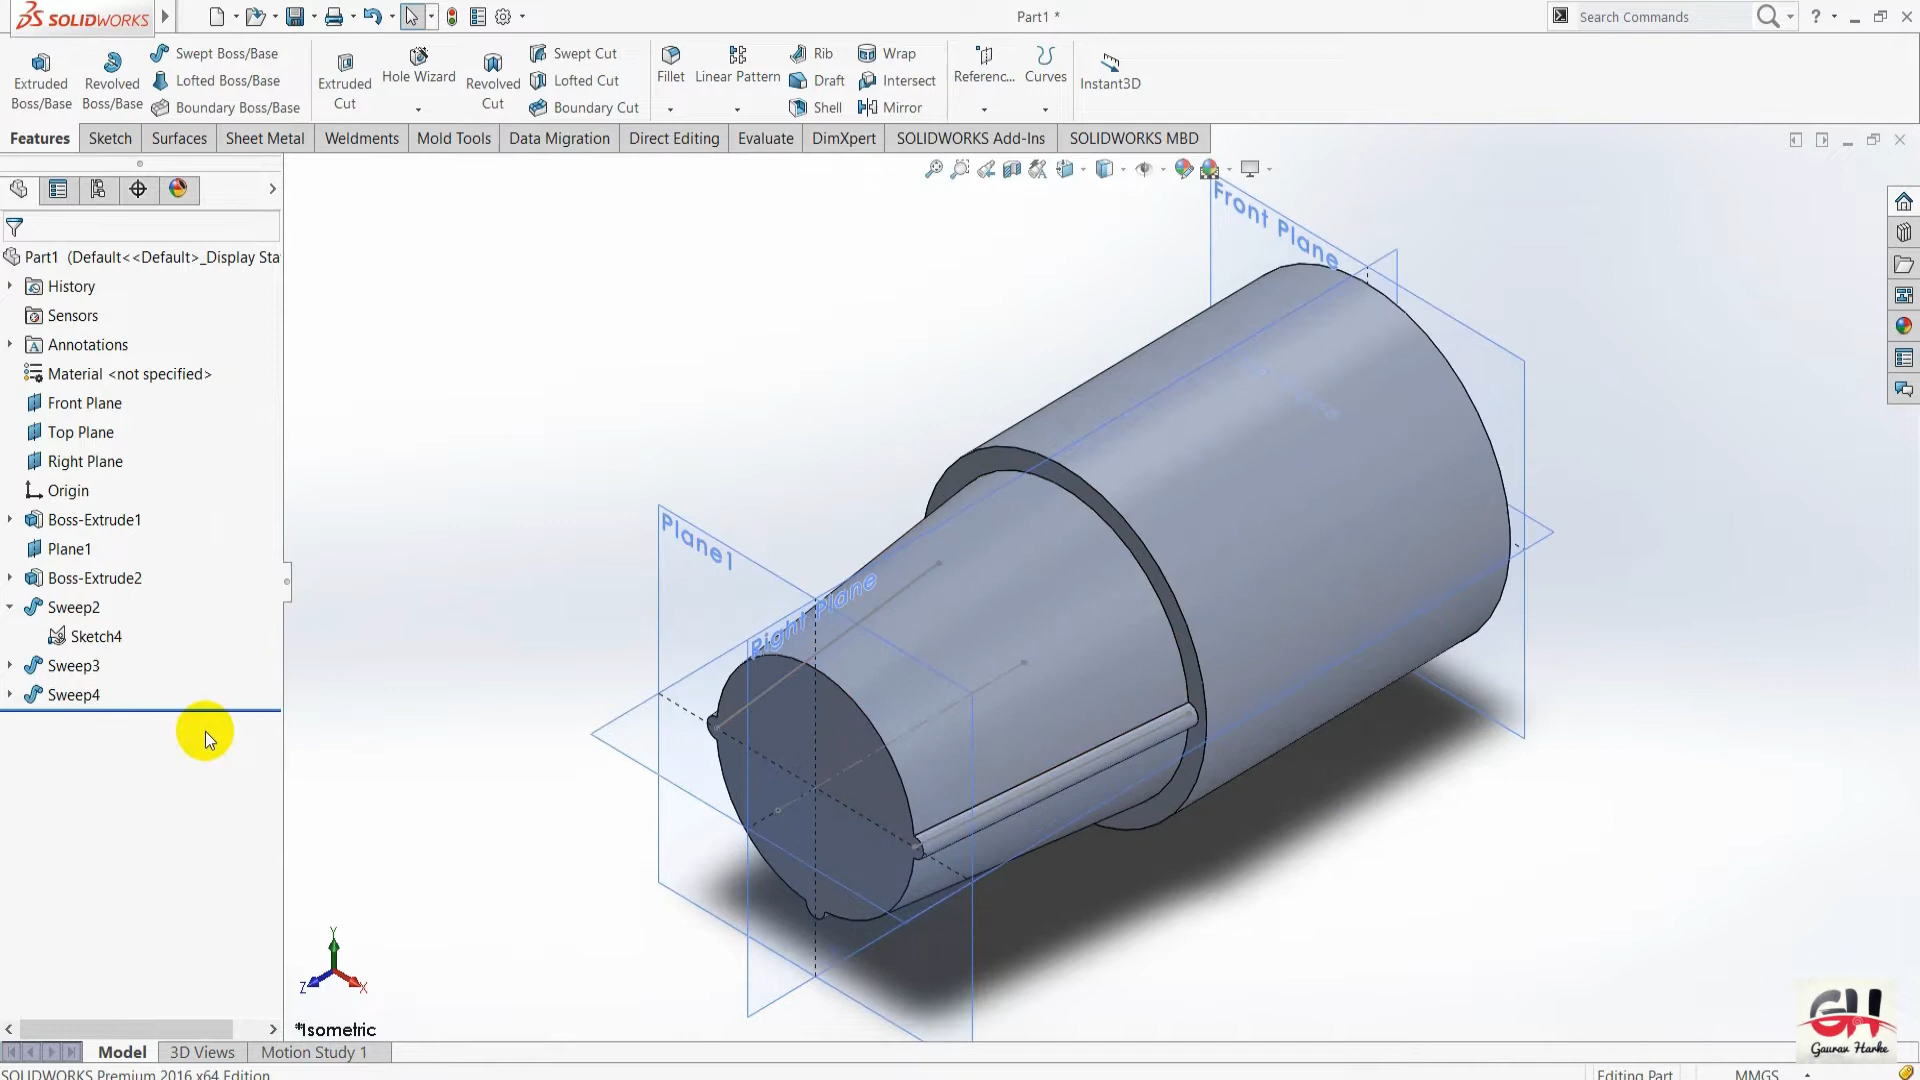 SOLIDWORKS
Part1 *
Search Commands
?
Extruded Boss/Base
Revolved Boss/Base
Swept Boss/Base
Lofted Boss/Base
Boundary Boss/Base
Extruded Cut
Hole Wizard
Revolved Cut
Swept Cut
Lofted Cut
Boundary Cut
Fillet
Linear Pattern
Rib
Draft
Shell
Wrap
Intersect
Mirror
Referenc...
Curves
Instant3D
Features
Sketch
Surfaces
Sheet Metal
Weldments
Mold Tools
Data Migration
Direct Editing
Evaluate
DimXpert
SOLIDWORKS Add-Ins
SOLIDWORKS MBD
Part1 (Default<<Default>_Display Sta
History
Sensors
Annotations
Material <not specified>
Front Plane
Top Plane
Right Plane
Origin
Boss-Extrude1
Plane1
Boss-Extrude2
Sweep2
Sketch4
Sweep3
Sweep4
Front Plane
Plane1
Right Plane
Y
Z
X
*Isometric
GH
Gaurav Harke
Model
3D Views
Motion Study 1
SOLIDWORKS Premium 2016 x64 Edition
Editing Part
MMGS